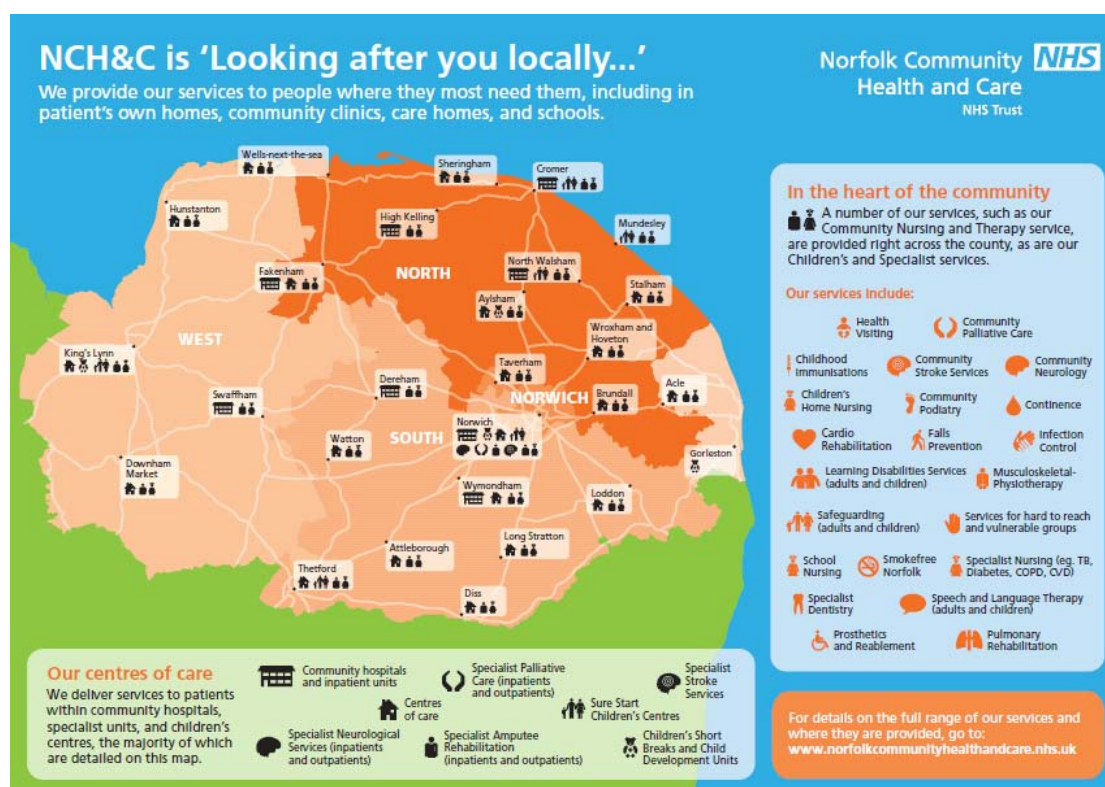 NCH&C is 'Looking after you locally...'
We provide our services to people where they most need them, including in
patient's own homes, community clinics, care homes, and schools.
Norfolk Community NHS
Health and Care
NHS Trust
Wells-next-the-sea
Sheringham
Cromer
Hunstanton
High Kelling
Mundesley
Fakenham
NORTH
North Walsham
Stalham
Aylsham
WEST
Wroxham and
Hoveton
King's Lynn
Taverham
Dereham
Acle
Swaffham
NORWICH
Brundall
Norwich
Watton
SOUTH
Gorleston
Downham
Market
Wymondham
Loddon
Long Stratton
Attleborough
Thetford
Diss
In the heart of the community
A number of our services, such as our
Community Nursing and Therapy service,
are provided right across the county, as are our
Children's and Specialist services.
Our services include:
Health
Visiting
Community
Palliative Care
Childhood
Immunisations
Community
Stroke Services
Community
Neurology
Children's
Home Nursing
Community
Podiatry
Continence
Cardio
Rehabilitation
Falls
Prevention
Infection
Control
Learning Disabilities Services
(adults and children)
Musculoskeletal-
Physiotherapy
Safeguarding
(adults and children)
Services for hard to reach
and vulnerable groups
School
Nursing
Smokefree
Norfolk
Specialist Nursing (eg. TB,
Diabetes, COPD, CVD)
Specialist
Dentistry
Speech and Language Therapy
(adults and children)
Prosthetics
and Reablement
Pulmonary
Rehabilitation
Our centres of care
We deliver services to patients
within community hospitals,
specialist units, and children's
centres, the majority of which
are detailed on this map.
Community hospitals
and inpatient units
Specialist Palliative
Care (inpatients
and outpatients)
Specialist
Stroke
Services
Centres
of care
Sure Start
Children's Centres
Specialist Neurological
Services (inpatients
and outpatients)
Specialist Amputee
Rehabilitation
(inpatients and outpatients)
Children's Short
Breaks and Child
Development Units
For details on the full range of our services and
where they are provided, go to:
www.norfolkcommunityhealthandcare.nhs.uk